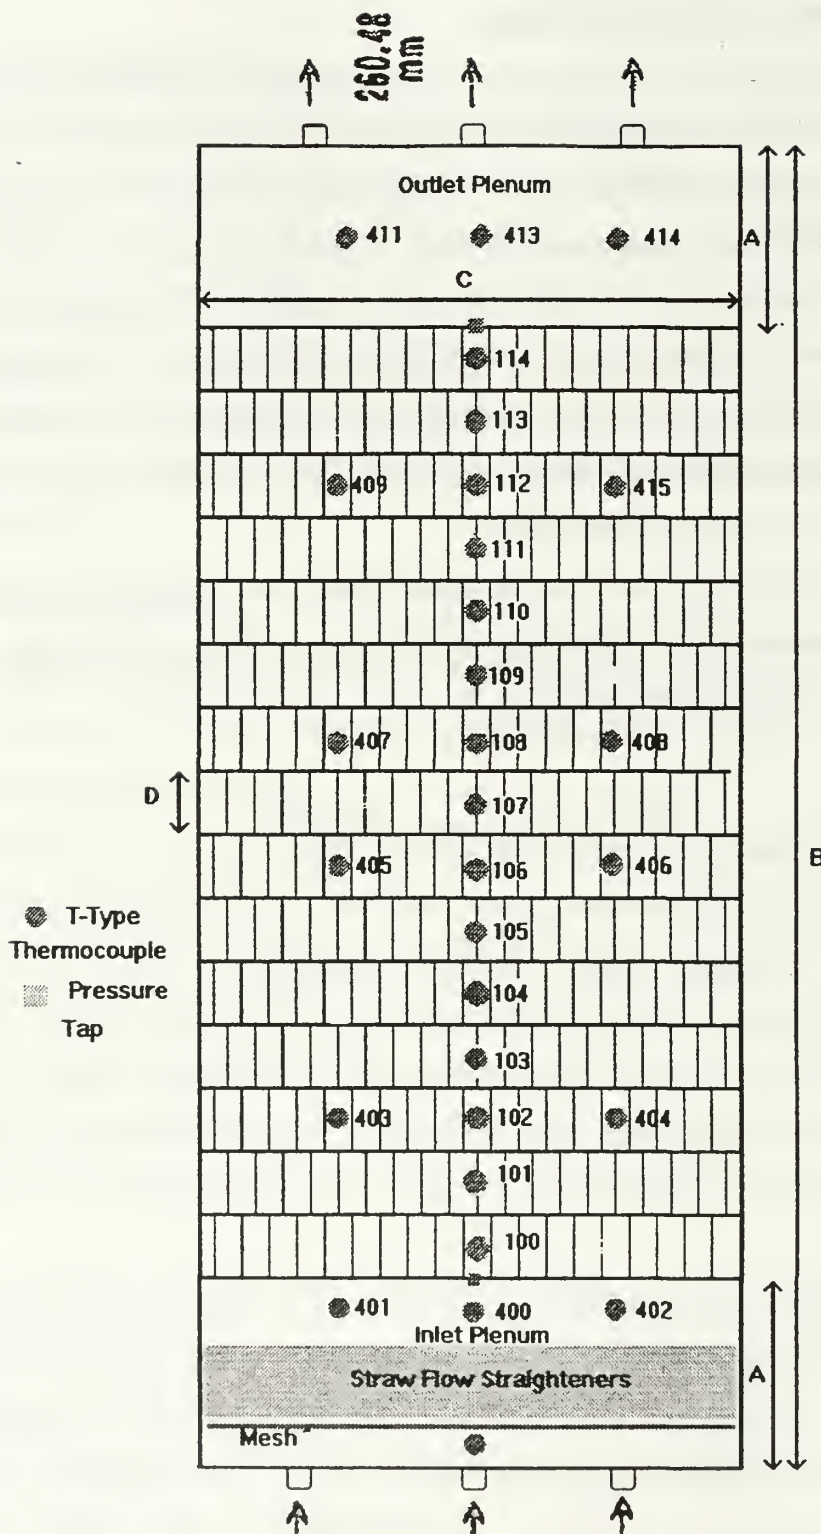 260.48
mm
Outlet Plenum
411 413 414 A
C
114
113
409 112 415
111
110
109
407 108 408
D 107
B
405 106 406
T-Type
Thermocouple
105
Pressure
Tap
104
103
403 102 404
101
100
401 400 402
Inlet Plenum
Straw Flow Straighteners A
Mesh